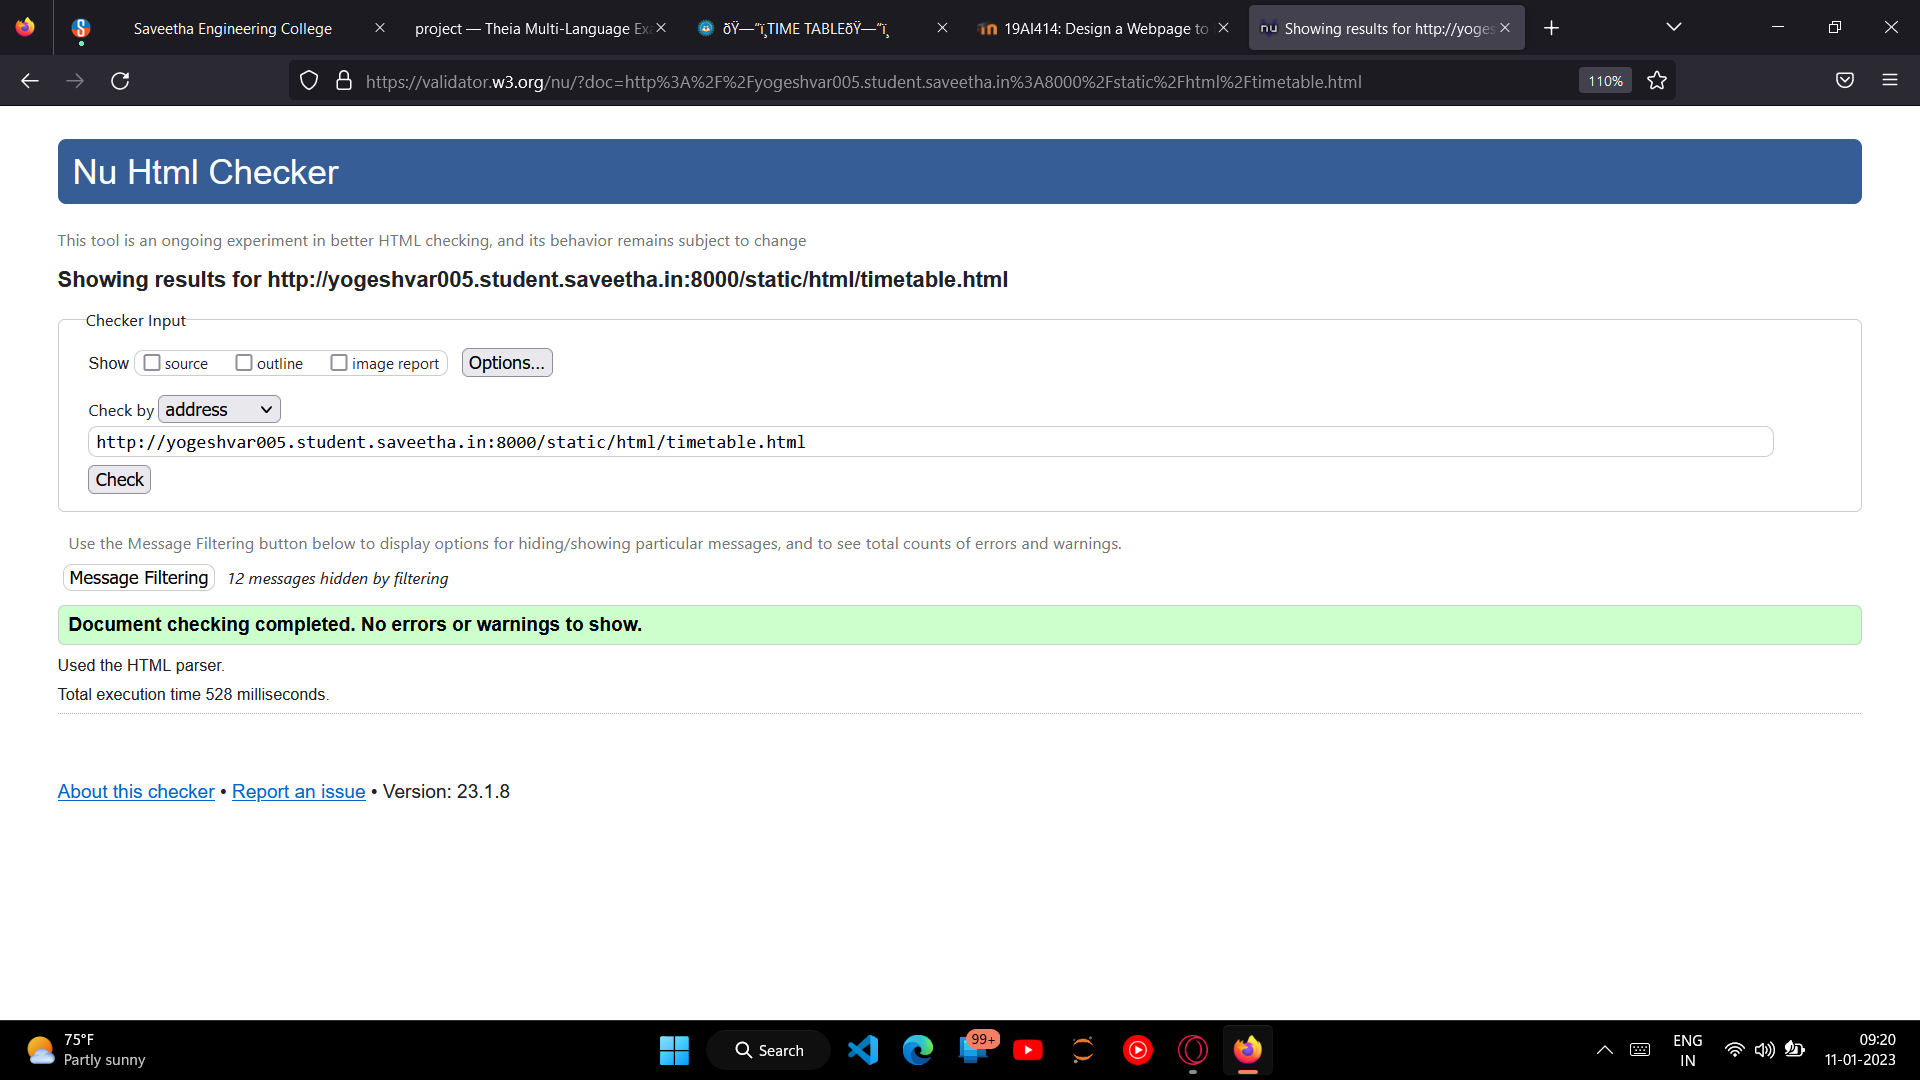 Saveetha Engineering College
project — Theia Multi-Language Exa
ðŸ—“ï¸TIME TABLEðŸ—“ï¸
19AI414: Design a Webpage to
nu Showing results for http://yoges
https://validator.w3.org/nu/?doc=http%3A%2F%2Fyogeshvar005.student.saveetha.in%3A8000%2Fstatic%2Fhtml%2Ftimetable.html
110%
Nu Html Checker
This tool is an ongoing experiment in better HTML checking, and its behavior remains subject to change
Showing results for http://yogeshvar005.student.saveetha.in:8000/static/html/timetable.html
Checker Input
Show source outline image report Options...
Check by address
http://yogeshvar005.student.saveetha.in:8000/static/html/timetable.html
Check
Use the Message Filtering button below to display options for hiding/showing particular messages, and to see total counts of errors and warnings.
Message Filtering 12 messages hidden by filtering
Document checking completed. No errors or warnings to show.
Used the HTML parser.
Total execution time 528 milliseconds.
About this checker • Report an issue • Version: 23.1.8
75°F
Partly sunny
Search
99+
ENG
IN
09:20
11-01-2023